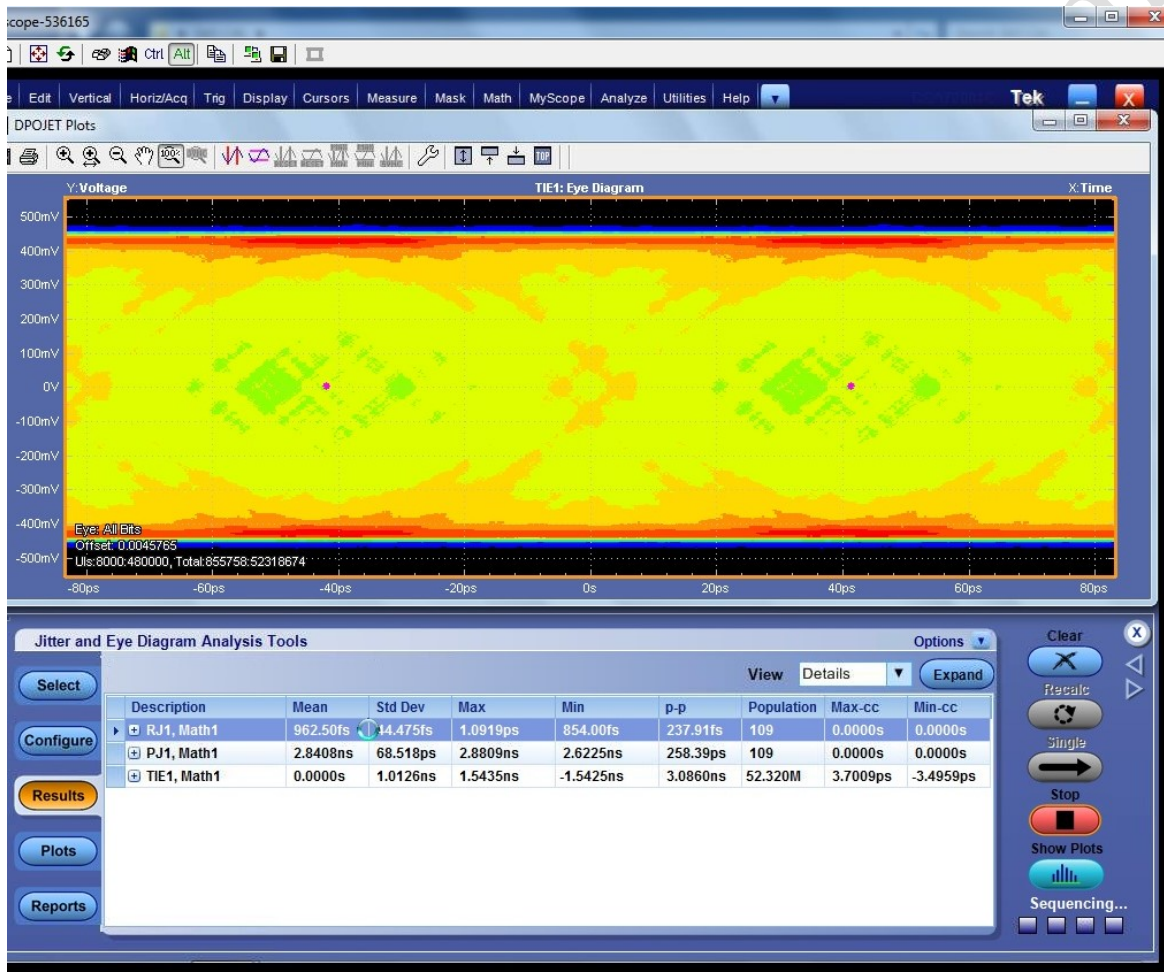 scope-536165
Ctrl Alt
Edit Vertical Horiz/Acq Trig Display Cursors Measure Mask Math MyScope Analyze Utilities Help Tek X
DPOJET Plots
100% TOP
Y:Voltage TIE1: Eye Diagram X:Time
500mV
400mV
300mV
200mV
100mV
0V
-100mV
-200mV
-300mV
-400mV
-500mV
Eye: All Bits
Offset: 0.0045765
UIs:8000:480000, Total:855758:52318674
-80ps -60ps -40ps -20ps 0s 20ps 40ps 60ps 80ps
Jitter and Eye Diagram Analysis Tools Options
View Details Expand
Description Mean Std Dev Max Min p-p Population Max-cc Min-cc
RJ1, Math1 962.50fs 44.475fs 1.0919ps 854.00fs 237.91fs 109 0.0000s 0.0000s
PJ1, Math1 2.8408ns 68.518ps 2.8809ns 2.6225ns 258.39ps 109 0.0000s 0.0000s
TIE1, Math1 0.0000s 1.0126ns 1.5435ns -1.5425ns 3.0860ns 52.320M 3.7009ps -3.4959ps
Select
Configure
Results
Plots
Reports
Clear
Recalc
Single
Stop
Show Plots
Sequencing...